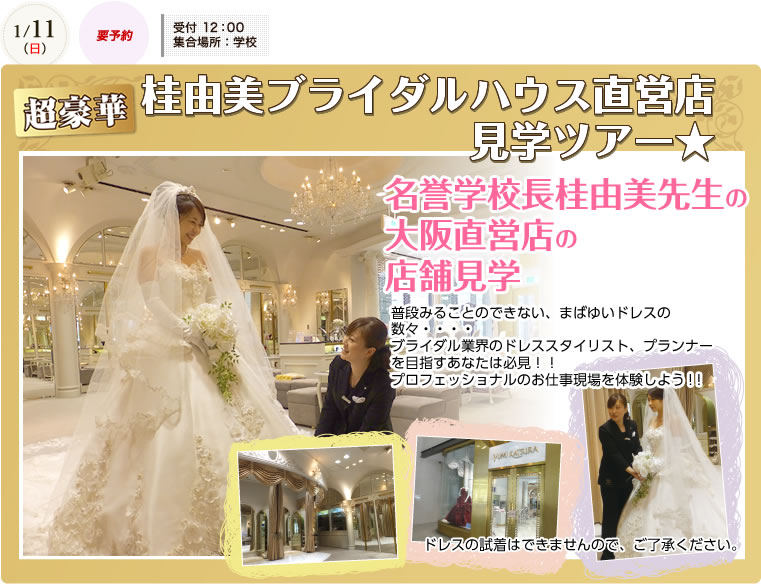 1/11
（日）
要予約
受付 12：00
集合場所：学校
超豪華
桂由美ブライダルハウス直営店
見学ツアー★
名誉学校長桂由美先生の
大阪直営店の
店舗見学
普段みることのできない、まばゆいドレスの
数々・・・・
ブライダル業界のドレススタイリスト、プランナー
を目指すあなたは必見！！
プロフェッショナルのお仕事現場を体験しよう！！
YUMI KATSURA
ドレスの試着はできませんので、ご了承ください。